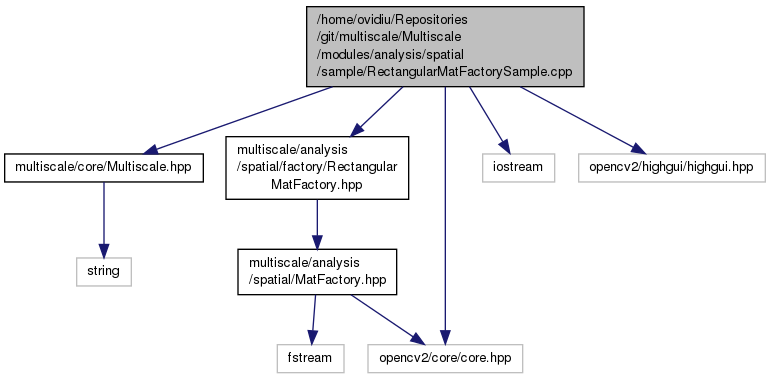 /home/ovidiu/Repositories
/git/multiscale/Multiscale
/modules/analysis/spatial
/sample/RectangularMatFactorySample.cpp
multiscale/core/Multiscale.hpp
multiscale/analysis
/spatial/factory/Rectangular
MatFactory.hpp
iostream
opencv2/highgui/highgui.hpp
string
multiscale/analysis
/spatial/MatFactory.hpp
fstream
opencv2/core/core.hpp